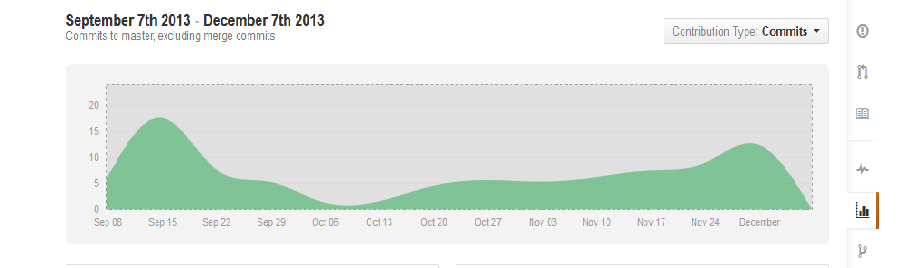 September 7th 2013 - December 7th 2013
Commits to master, excluding merge commits
Contribution Type: Commits
20
15
10
5
0
Sep 08 Sep 15 Sep 22 Sep 29 Oct 06 Oct 13 Oct 20 Oct 27 Nov 03 Nov 10 Nov 17 Nov 24 December